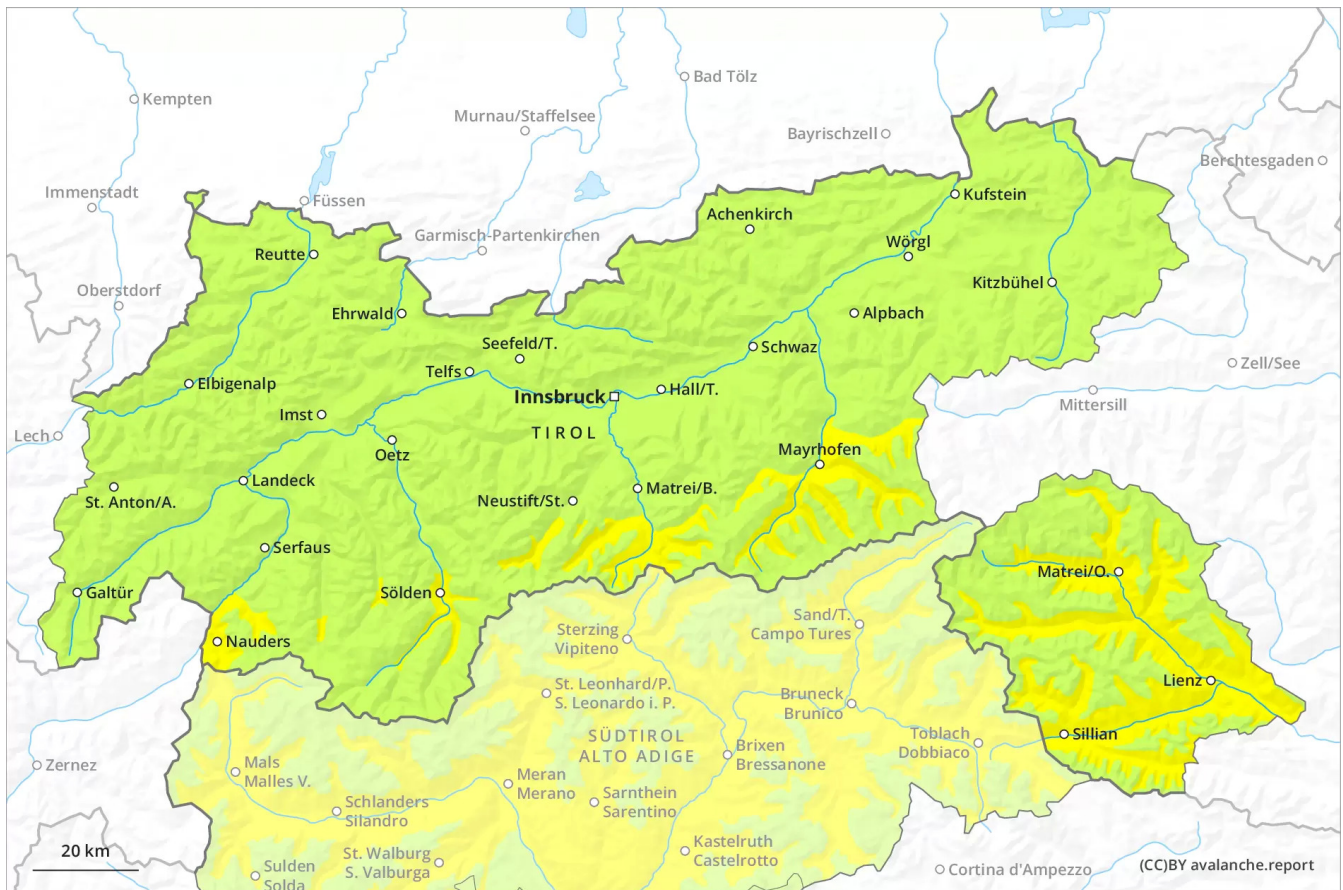 Bad Tölz
Kempten
Murnau/Staffelsee
Bayrischzell
Berchtesgaden
Immenstadt
Füssen
Kufstein
Achenkirch
Garmisch-Partenkirchen
Wörgl
Reutte
Kitzbühel
Oberstdorf
Ehrwald
Alpbach
Seefeld/T.
Schwaz
Zell/See
Telfs
Elbigenalp
Hall/T.
Innsbruck
Mittersill
Imst
TIROL
Lech
Oetz
Mayrhofen
Landeck
Matrei/B.
St. Anton/A.
Neustift/St.
Serfaus
Matrei/O.
Galtür
Sölden
Sand/T.
Campo Tures
Nauders
Sterzing
Vipiteno
Lienz
St. Leonhard/P.
S. Leonardo i. P.
Bruneck
Brunico
Sillian
SÜDTIROL
ALTO ADIGE
Toblach
Dobbiaco
Brixen
Bressanone
Zernez
Mals
Malles V.
Meran
Merano
Sarnthein
Sarentino
Schlanders
Silandro
Kastelruth
Castelrotto
20 km
St. Walburg
S. Valburga
Sulden
Solda
Cortina d'Ampezzo
(CC)BY avalanche.report